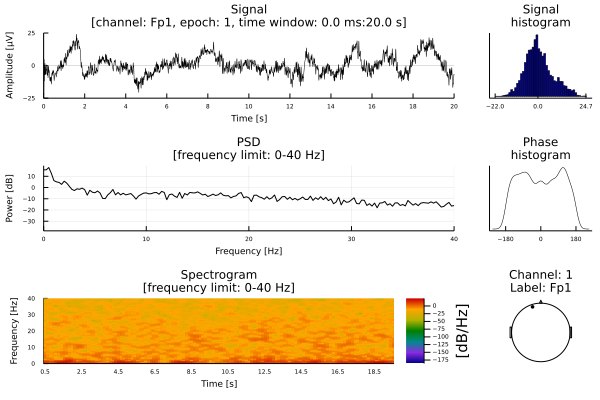 Signal
[channel: Fp1, epoch: 1, time window: 0.0 ms:20.0 s]
Amplitude [µV]
25
0
−25
0 2 4 6 8 10 12 14 16 18 20
Time [s]
Signal
histogram
−22.0 0.0 24.7
PSD
[frequency limit: 0-40 Hz]
Power [dB]
10
0
−10
−20
−30
0 10 20 30 40
Frequency [Hz]
Phase
histogram
−180 0 180
Spectrogram
[frequency limit: 0-40 Hz]
Frequency [Hz]
40
30
20
10
0
0.5 2.5 4.5 6.5 8.5 10.5 12.5 14.5 16.5 18.5
Time [s]
0
−25
−50
−75
−100
−125
−150
−175
[dB/Hz]
Channel: 1
Label: Fp1